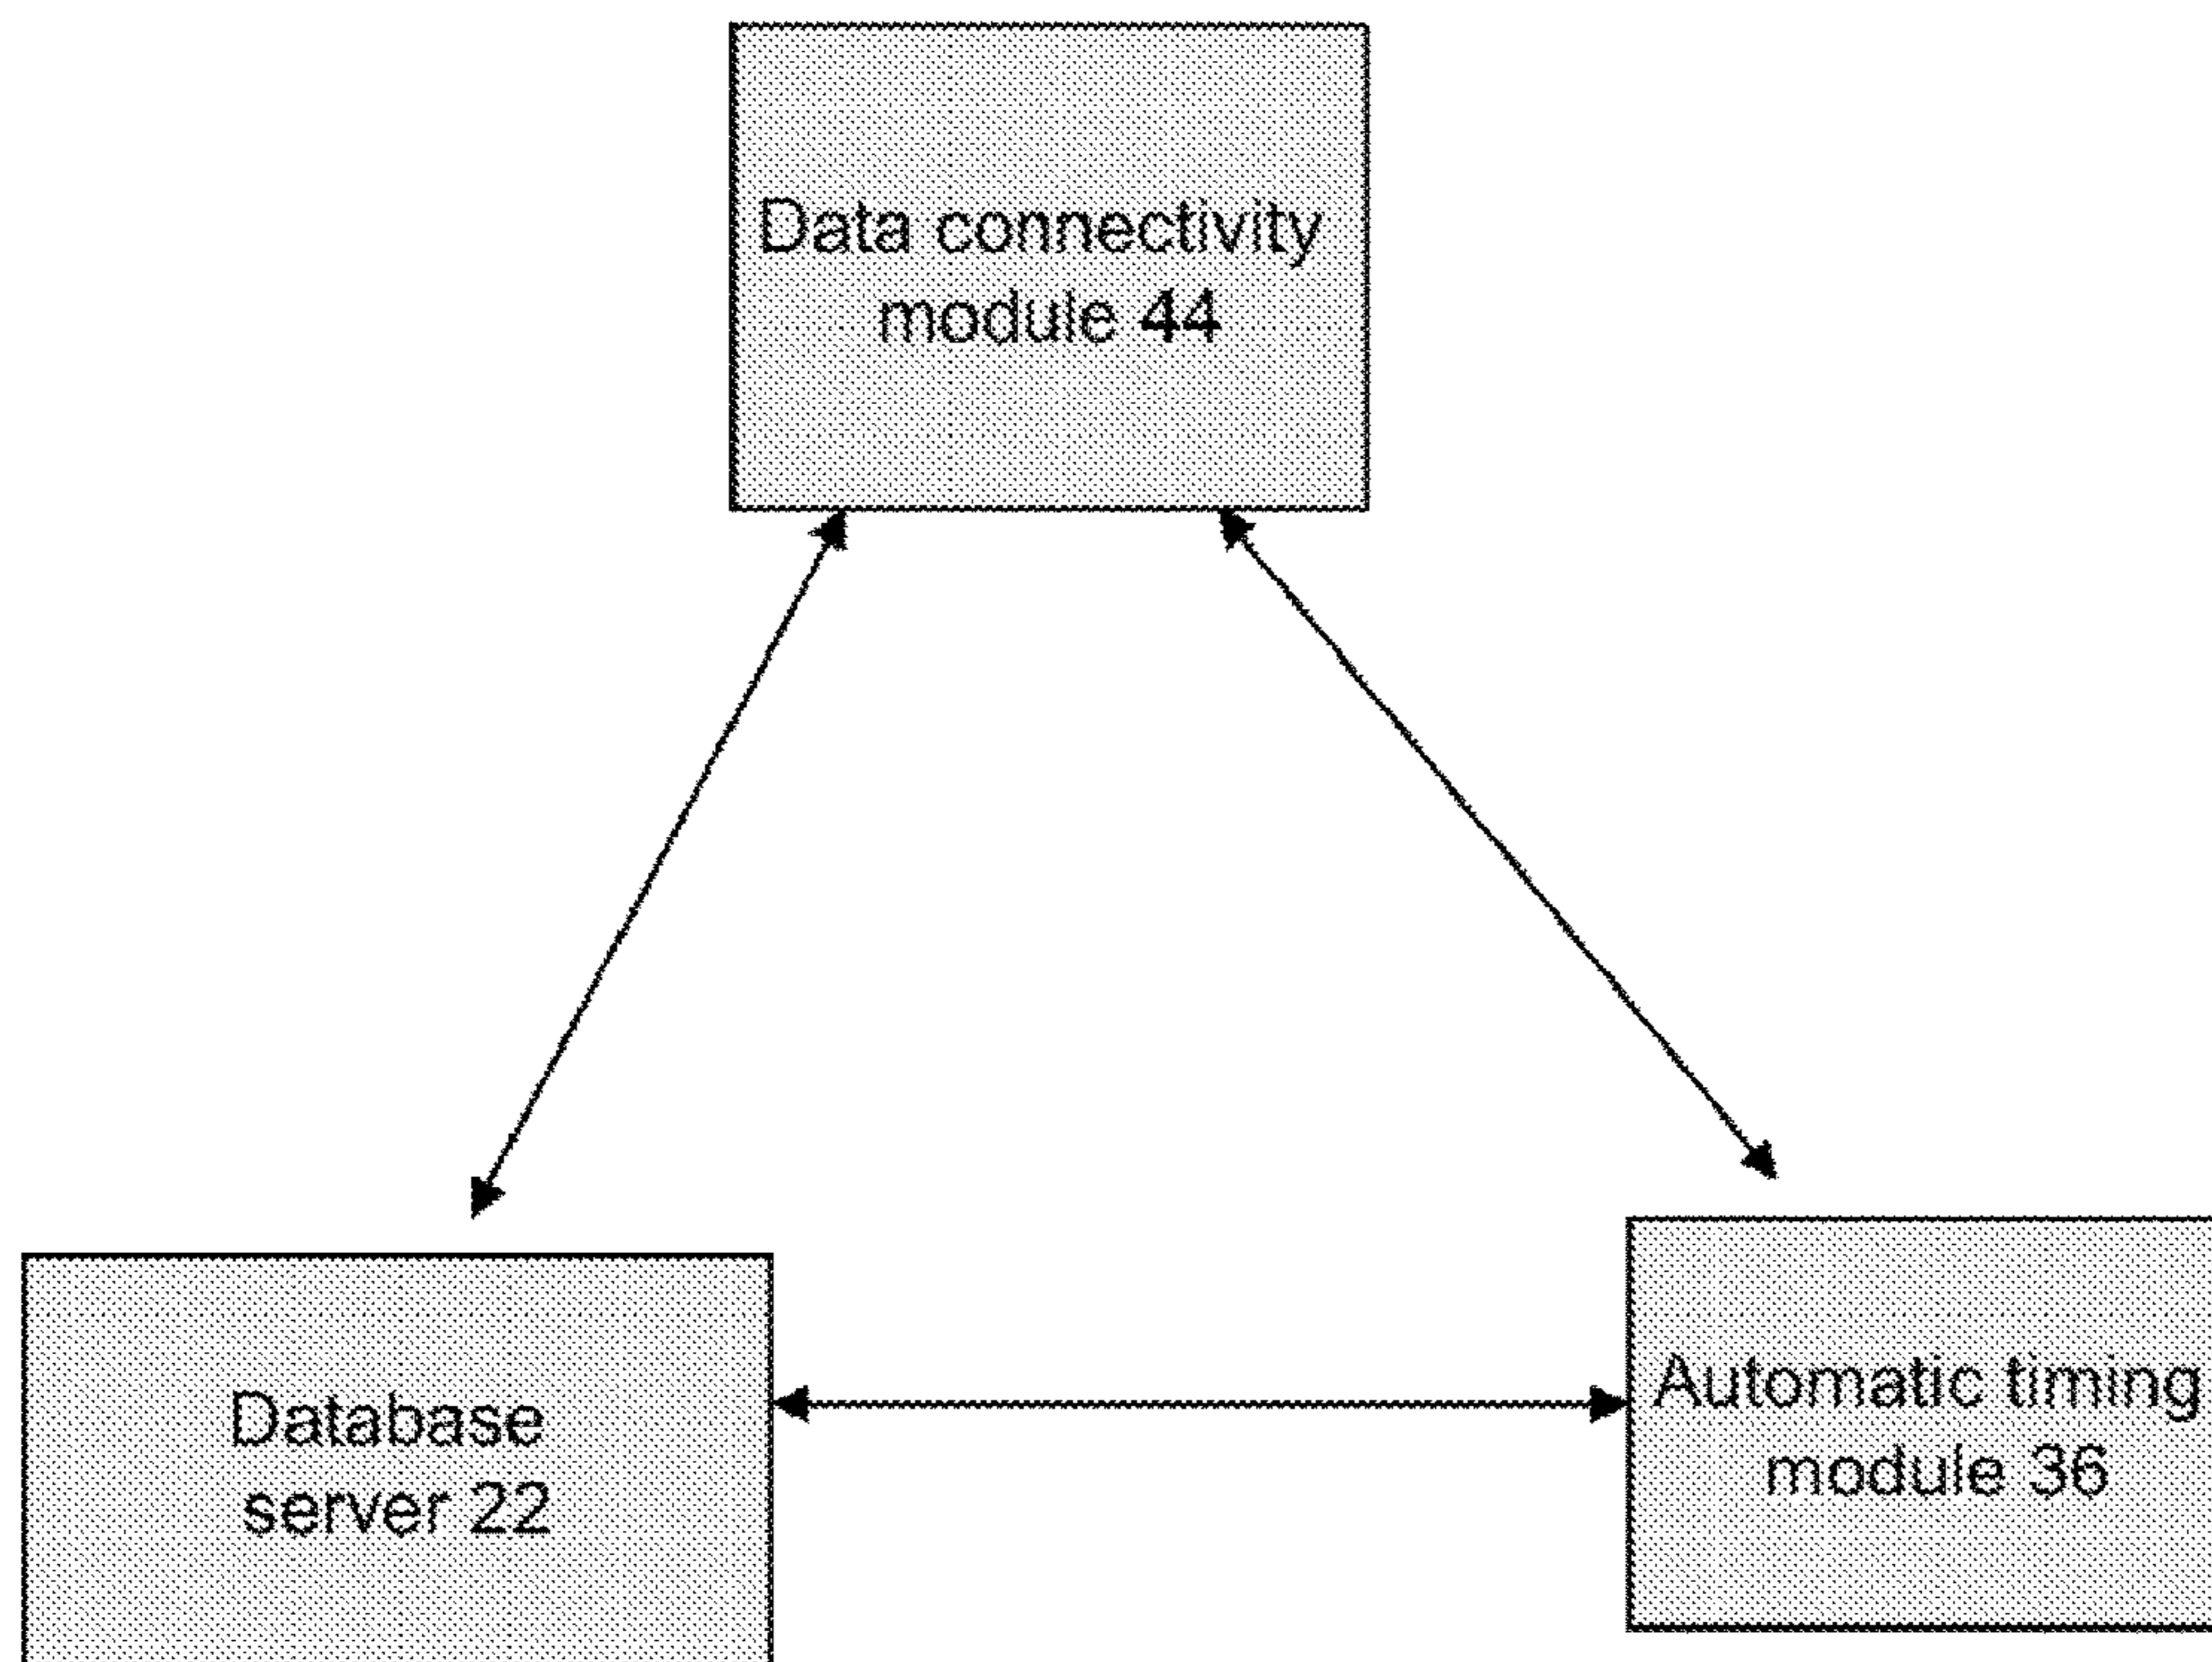 Data connectivity
module 44
Database
server 22
Automatic timing
module 36